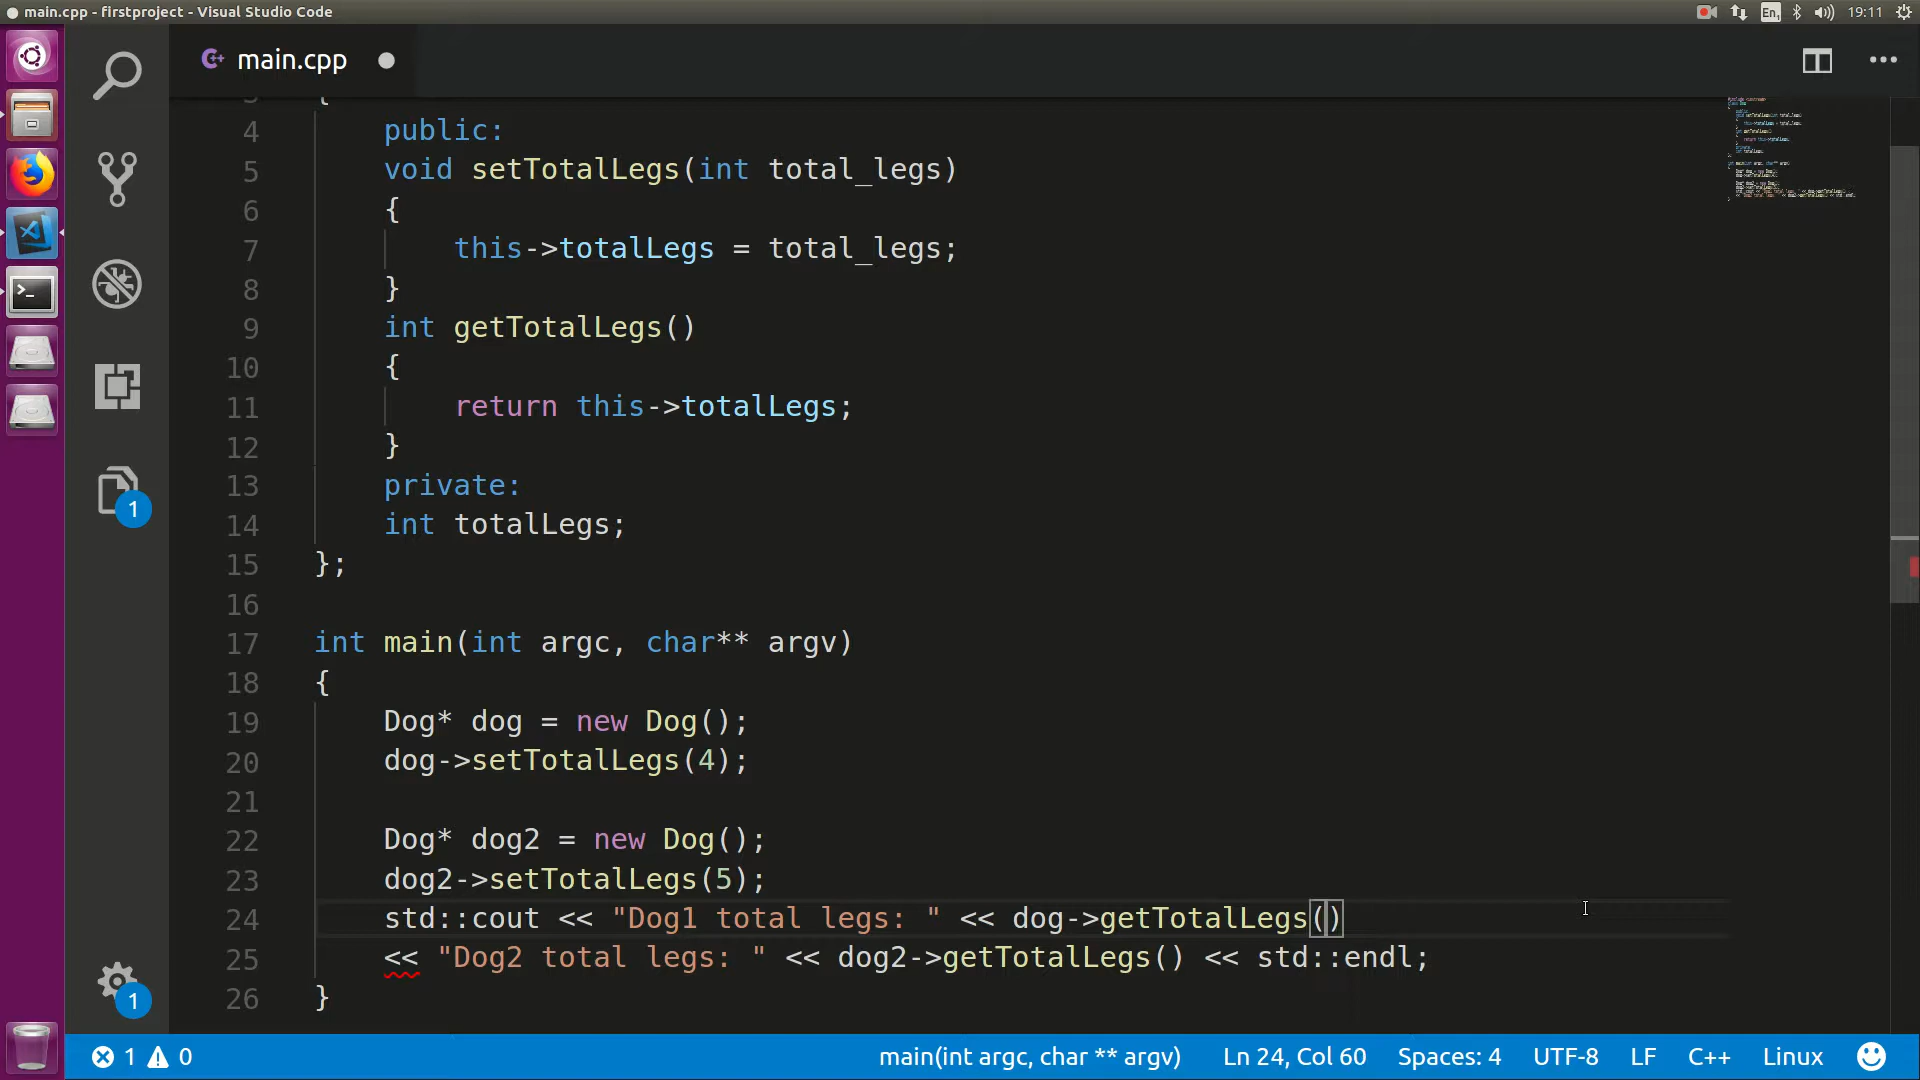 main.cpp - firstproject - Visual Studio Code
En1
19:11
main.cpp
3 {
4 public:
5 void setTotalLegs(int total_legs)
6 {
7 this->totalLegs = total_legs;
8 }
9 int getTotalLegs()
10 {
11 return this->totalLegs;
12 }
13 private:
14 int totalLegs;
15 };
16
17 int main(int argc, char** argv)
18 {
19 Dog* dog = new Dog();
20 dog->setTotalLegs(4);
21
22 Dog* dog2 = new Dog();
23 dog2->setTotalLegs(5);
24 std::cout << "Dog1 total legs: " << dog->getTotalLegs()
25 << "Dog2 total legs: " << dog2->getTotalLegs() << std::endl;
26 }
1
1
1 0 main(int argc, char ** argv) Ln 24, Col 60 Spaces: 4 UTF-8 LF C++ Linux